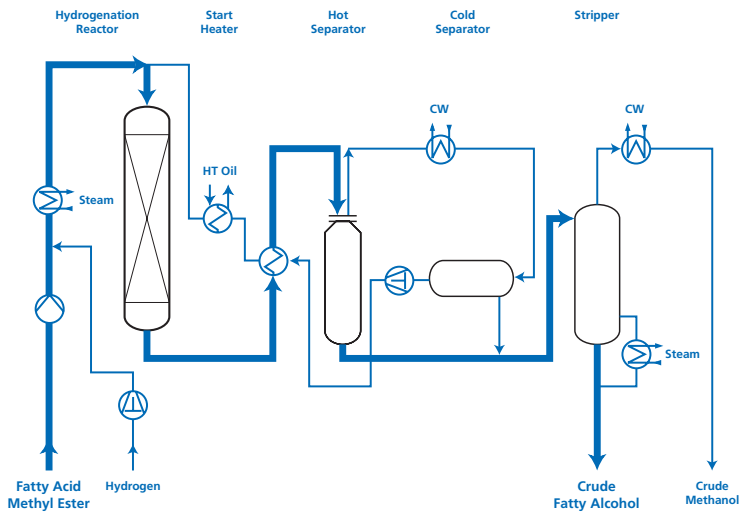 Hydrogenation
Reactor
Start
Heater
Hot
Separator
Cold
Separator
Stripper
CW
CW
HT Oil
Steam
Steam
Fatty Acid
Methyl Ester
Hydrogen
Crude
Fatty Alcohol
Crude
Methanol